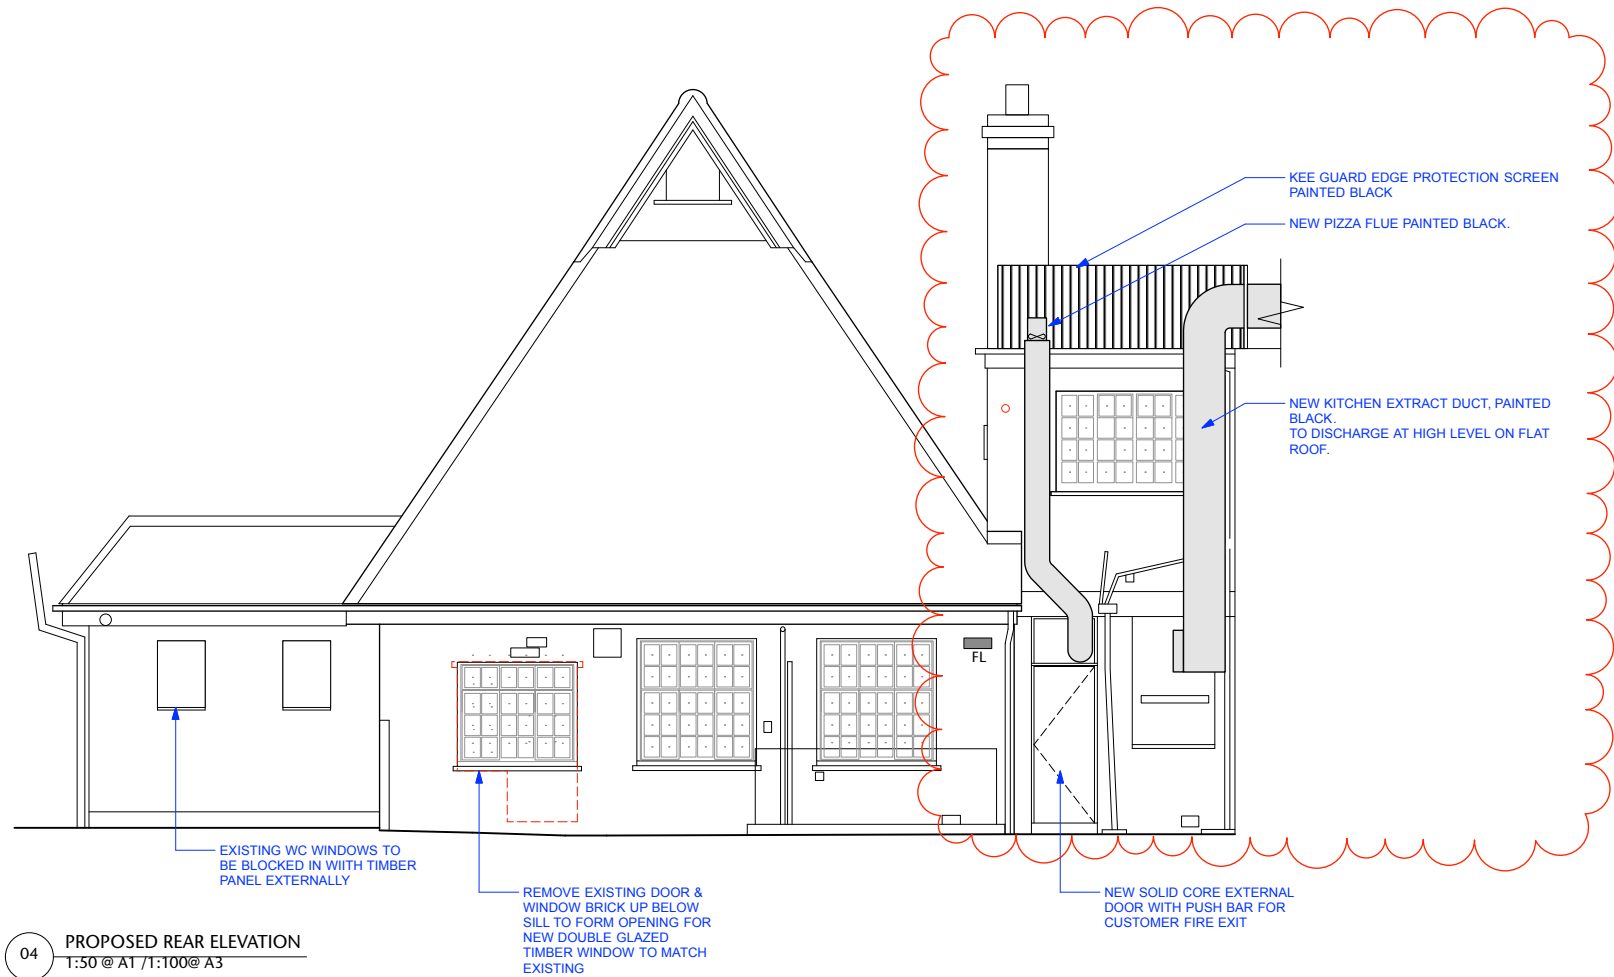 KEE GUARD EDGE PROTECTION SCREEN
PAINTED BLACK
NEW PIZZA FLUE PAINTED BLACK.
NEW KITCHEN EXTRACT DUCT, PAINTED
BLACK.
TO DISCHARGE AT HIGH LEVEL ON FLAT
ROOF.
FL
EXISTING WC WINDOWS TO
BE BLOCKED IN WIITH TIMBER
PANEL EXTERNALLY
REMOVE EXISTING DOOR &
WINDOW BRICK UP BELOW
SILL TO FORM OPENING FOR
NEW DOUBLE GLAZED
TIMBER WINDOW TO MATCH
EXISTING
NEW SOLID CORE EXTERNAL
DOOR WITH PUSH BAR FOR
CUSTOMER FIRE EXIT
04
PROPOSED REAR ELEVATION
1:50 @ A1 /1:100@ A3